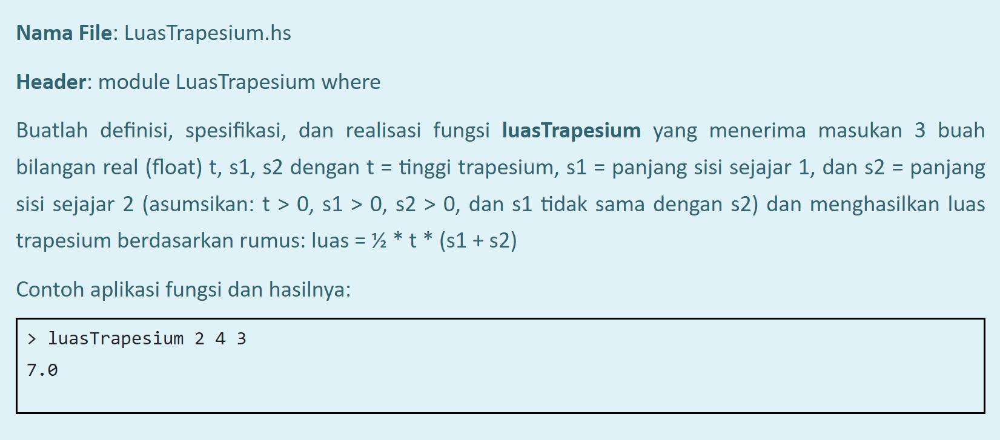 Nama File: LuasTrapesium.hs
Header: module LuasTrapesium where
Buatlah definisi, spesifikasi, dan realisasi fungsi luasTrapesium yang menerima masukan 3 buah
bilangan real (float) t, s1, s2 dengan t = tinggi trapesium, s1 = panjang sisi sejajar 1, dan s2 = panjang
sisi sejajar 2 (asumsikan: t > 0, s1 > 0, s2 > 0, dan s1 tidak sama dengan s2) dan menghasilkan luas
trapesium berdasarkan rumus: luas = ½ * t * (s1 + s2)
Contoh aplikasi fungsi dan hasilnya:
> luasTrapesium 2 4 3
7.0